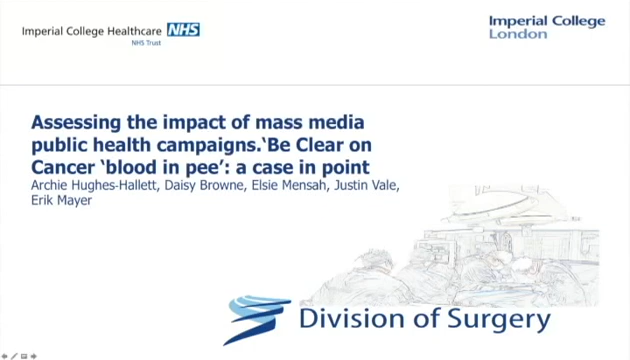 Imperial College Healthcare NHS
NHS Trust
Imperial College
London
Assessing the impact of mass media
public health campaigns.‘Be Clear on
Cancer ‘blood in pee’: a case in point
Archie Hughes-Hallett, Daisy Browne, Elsie Mensah, Justin Vale,
Erik Mayer
Division of Surgery